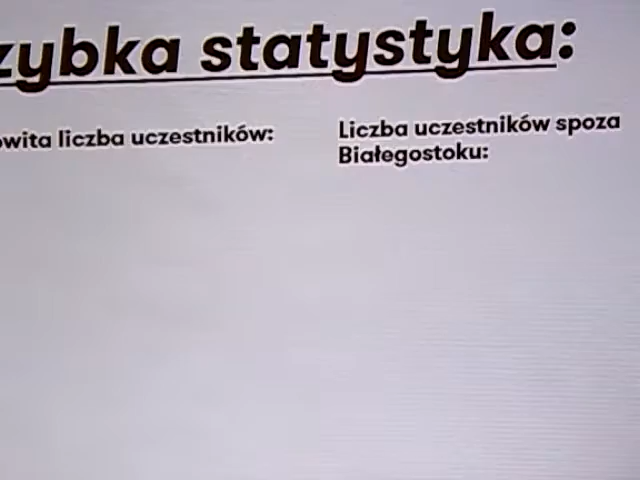 zybka statystyka:
owita liczba uczestników:
Liczba uczestników spoza
Białegostoku: